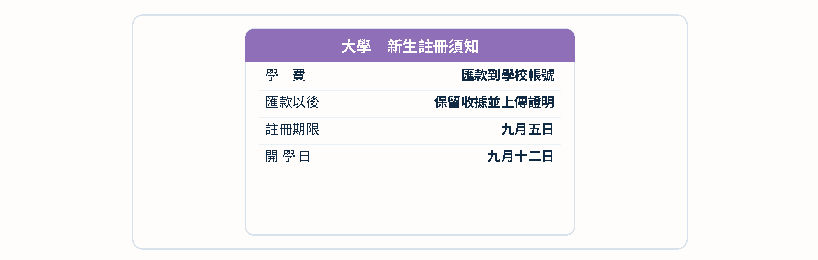 大學　新生註冊須知
學　費　匯款到學校帳號
匯款以後　保留收據並上傳證明
註冊期限　九月五日
開 學 日　九月十二日